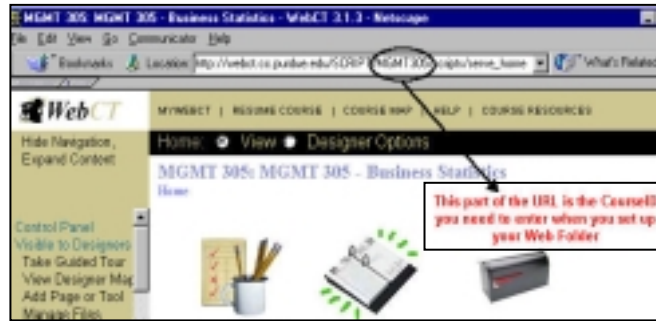 MGMT 305: MGMT 305 - Business Statistics - WebCT 3.1.3 - Netscape
File Edit View Go Communicator Help
Bookmarks Location: http://webct.cc.purdue.edu/SCRIPT/MGMT305/scripts/serve_home What's Related
WebCT
MYWEBCT | RESUME COURSE | COURSE MAP | HELP | COURSE RESOURCES
Hide Navigation,
Expand Content
Home: View Designer Options
MGMT 305: MGMT 305 - Business Statistics
Home
This part of the URL is the CourseID
you need to enter when you set up
your Web Folder
Control Panel
Visible to Designers
Take Guided Tour
View Designer Map
Add Page or Tool
Manage Files